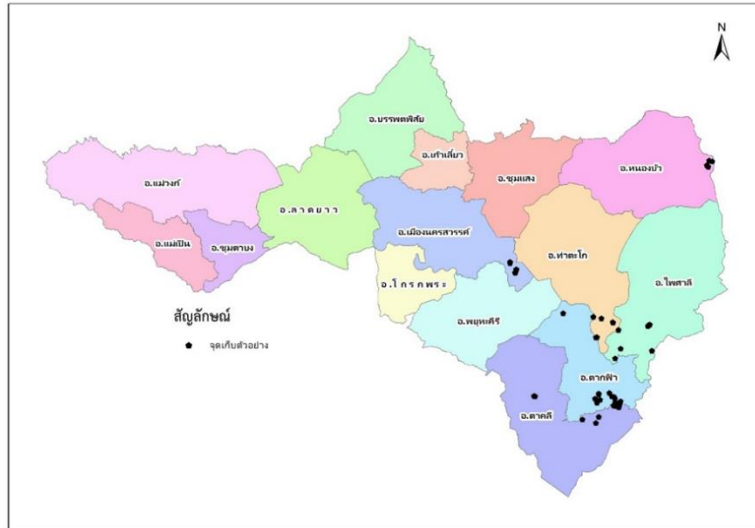 N
อ.บรรพตพิสัย
อ.เก้าเลี้ยว
อ.ชุมแสง
อ.หนองบัว
อ.แม่วงก์
อ.ลาดยาว
อ.เมืองนครสวรรค์
อ.แม่เปิน
อ.ชุมตาบง
อ.ท่าตะโก
อ.โกรกพระ
อ.ไพศาลี
อ.พยุหะคีรี
สัญลักษณ์
จุดเก็บตัวอย่าง
อ.ตากฟ้า
อ.ตาคลี